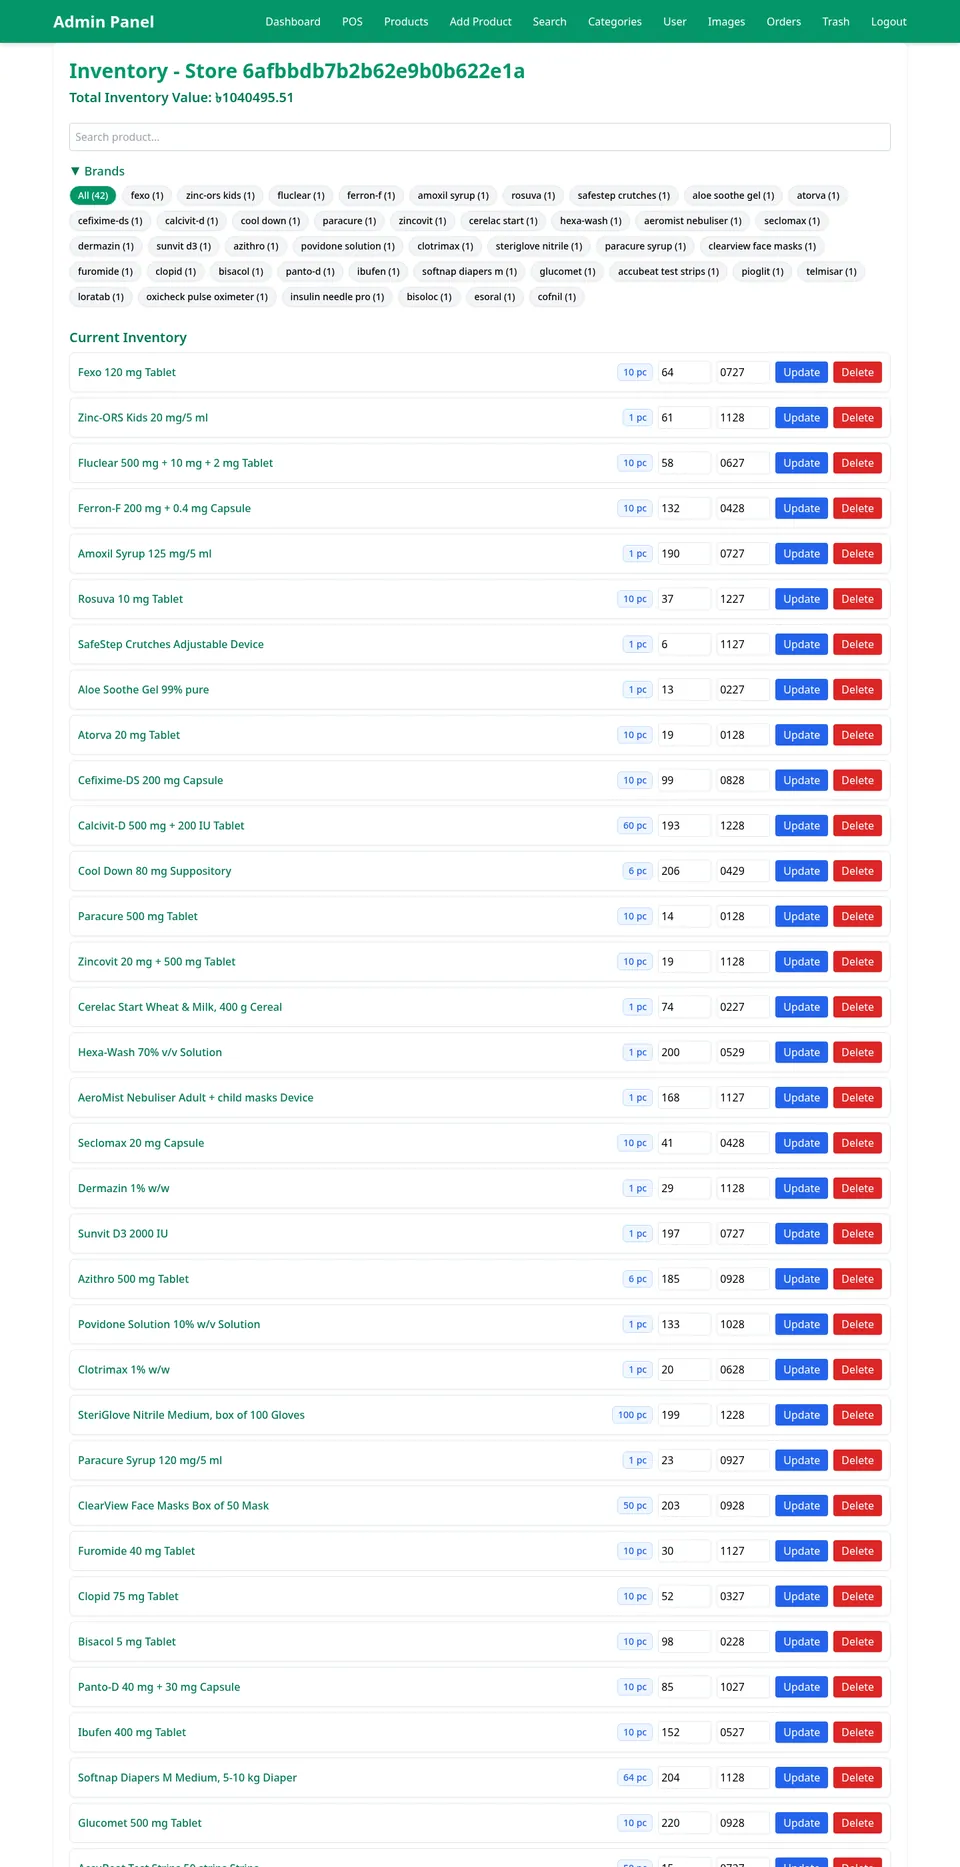 Admin Panel Dashboard POS Products Add Product Search Categories User Images Orders Trash Logout
Inventory - Store 6afbbdb7b2b62e9b0b622e1a
Total Inventory Value: ৳1040495.51
Search product...
▼ Brands
All (42) fexo (1) zinc-ors kids (1) fluclear (1) ferron-f (1) amoxil syrup (1) rosuva (1) safestep crutches (1) aloe soothe gel (1) atorva (1)
cefixime-ds (1) calcivit-d (1) cool down (1) paracure (1) zincovit (1) cerelac start (1) hexa-wash (1) aeromist nebuliser (1) seclomax (1)
dermazin (1) sunvit d3 (1) azithro (1) povidone solution (1) clotrimax (1) steriglove nitrile (1) paracure syrup (1) clearview face masks (1)
furomide (1) clopid (1) bisacol (1) panto-d (1) ibufen (1) softnap diapers m (1) glucomet (1) accubeat test strips (1) pioglit (1) telmisar (1)
loratab (1) oxicheck pulse oximeter (1) insulin needle pro (1) bisoloc (1) esoral (1) cofnil (1)
Current Inventory
Fexo 120 mg Tablet 10 pc 64 0727 Update Delete
Zinc-ORS Kids 20 mg/5 ml 1 pc 61 1128 Update Delete
Fluclear 500 mg + 10 mg + 2 mg Tablet 10 pc 58 0627 Update Delete
Ferron-F 200 mg + 0.4 mg Capsule 10 pc 132 0428 Update Delete
Amoxil Syrup 125 mg/5 ml 1 pc 190 0727 Update Delete
Rosuva 10 mg Tablet 10 pc 37 1227 Update Delete
SafeStep Crutches Adjustable Device 1 pc 6 1127 Update Delete
Aloe Soothe Gel 99% pure 1 pc 13 0227 Update Delete
Atorva 20 mg Tablet 10 pc 19 0128 Update Delete
Cefixime-DS 200 mg Capsule 10 pc 99 0828 Update Delete
Calcivit-D 500 mg + 200 IU Tablet 60 pc 193 1228 Update Delete
Cool Down 80 mg Suppository 6 pc 206 0429 Update Delete
Paracure 500 mg Tablet 10 pc 14 0128 Update Delete
Zincovit 20 mg + 500 mg Tablet 10 pc 19 1128 Update Delete
Cerelac Start Wheat & Milk, 400 g Cereal 1 pc 74 0227 Update Delete
Hexa-Wash 70% v/v Solution 1 pc 200 0529 Update Delete
AeroMist Nebuliser Adult + child masks Device 1 pc 168 1127 Update Delete
Seclomax 20 mg Capsule 10 pc 41 0428 Update Delete
Dermazin 1% w/w 1 pc 29 1128 Update Delete
Sunvit D3 2000 IU 1 pc 197 0727 Update Delete
Azithro 500 mg Tablet 6 pc 185 0928 Update Delete
Povidone Solution 10% w/v Solution 1 pc 133 1028 Update Delete
Clotrimax 1% w/w 1 pc 20 0628 Update Delete
SteriGlove Nitrile Medium, box of 100 Gloves 100 pc 199 1228 Update Delete
Paracure Syrup 120 mg/5 ml 1 pc 23 0927 Update Delete
ClearView Face Masks Box of 50 Mask 50 pc 203 0928 Update Delete
Furomide 40 mg Tablet 10 pc 30 1127 Update Delete
Clopid 75 mg Tablet 10 pc 52 0327 Update Delete
Bisacol 5 mg Tablet 10 pc 98 0228 Update Delete
Panto-D 40 mg + 30 mg Capsule 10 pc 85 1027 Update Delete
Ibufen 400 mg Tablet 10 pc 152 0527 Update Delete
Softnap Diapers M Medium, 5-10 kg Diaper 64 pc 204 1128 Update Delete
Glucomet 500 mg Tablet 10 pc 220 0928 Update Delete